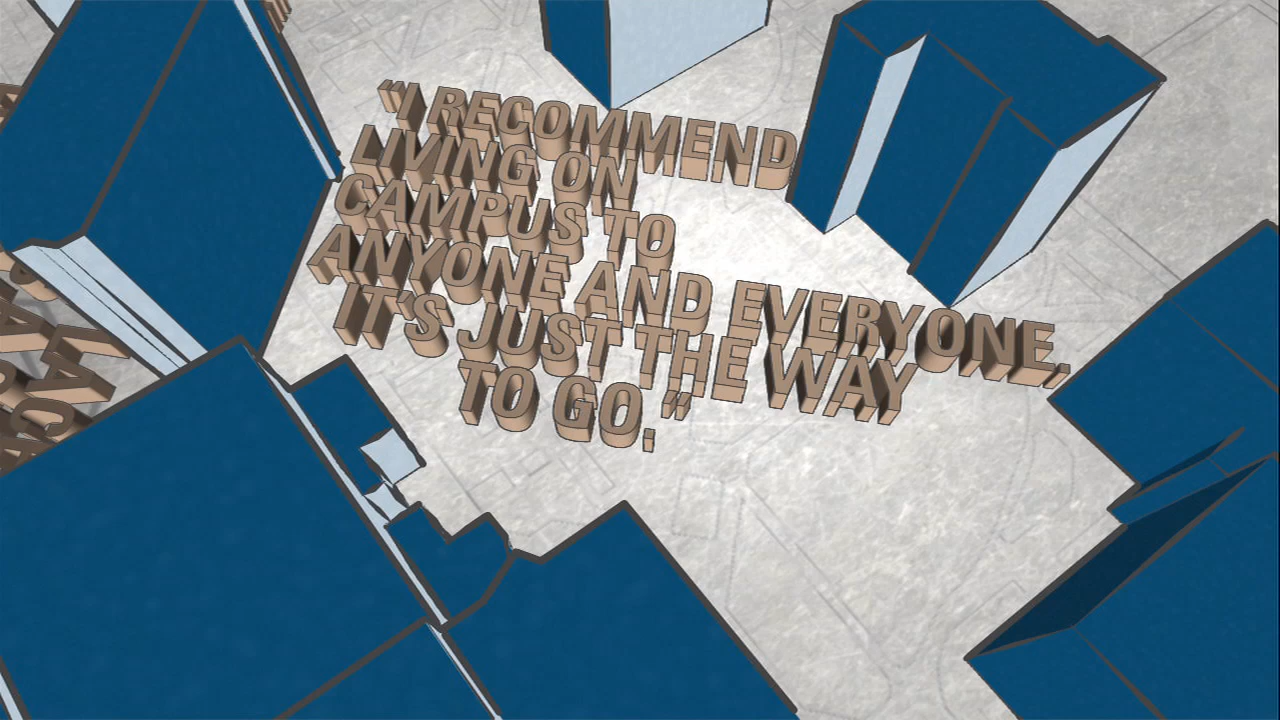 "I RECOMMEND
LIVING ON
CAMPUS TO
ANYONE AND EVERYONE.
IT'S JUST THE WAY
TO GO."